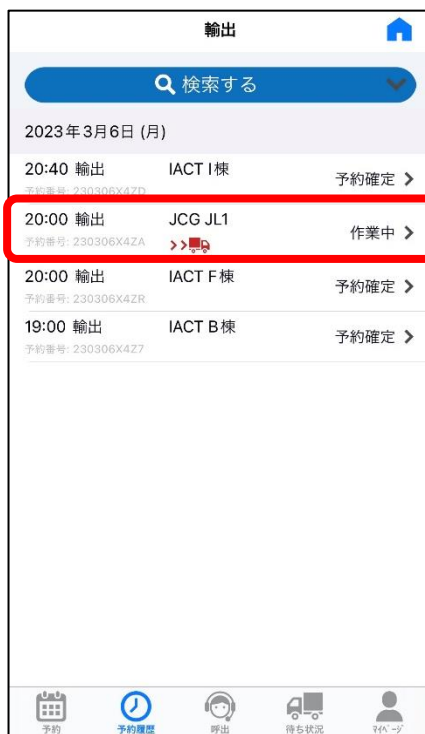 輸出
検索する
2023年3月6日 (月)
20:40 輸出 IACT I棟 予約確定
予約番号: 230306X4ZD
20:00 輸出 JCG JL1 作業中
予約番号: 230306X4ZA
20:00 輸出 IACT F棟 予約確定
予約番号: 230306X4ZR
19:00 輸出 IACT B棟 予約確定
予約番号: 230306X4Z7
予約 予約履歴 呼出 待ち状況 マイページ